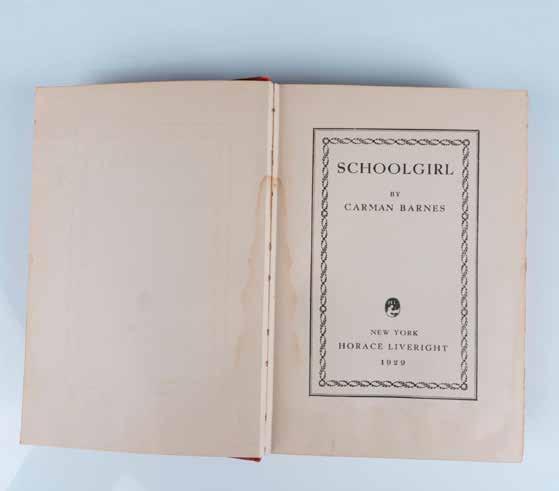 SCHOOLGIRL
BY
CARMAN BARNES
NEW YORK
HORACE LIVERIGHT
1929